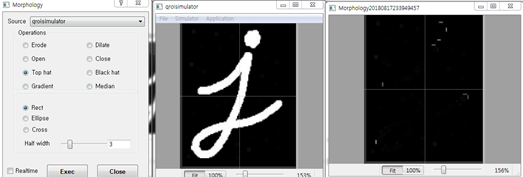 Morphology
Source qroisimulator
Operations
Erode Dilate
Open Close
Top hat Black hat
Gradient Median
Rect
Ellipse
Cross
Half width 3
Realtime Exec Close
qroisimulator
File Simulator Application
j
Fit 100% 153%
Morphology20180817233949457
Fit 100% 156%